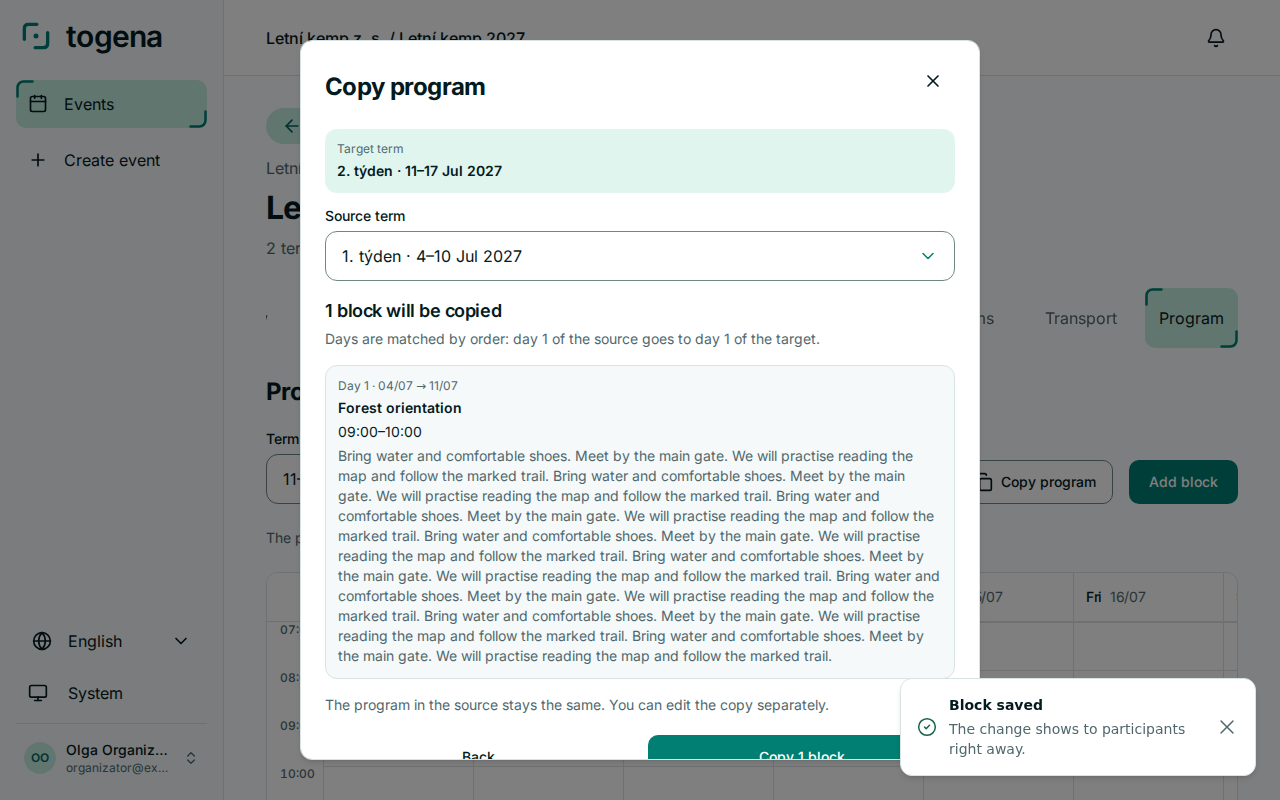 togena
Letní kemp z. s. / Letní kemp 2027
Events
Create event
Copy program
Target term
2. týden · 11–17 Jul 2027
Source term
1. týden · 4–10 Jul 2027
1 block will be copied
Days are matched by order: day 1 of the source goes to day 1 of the target.
Day 1 · 04/07 → 11/07
Forest orientation
09:00–10:00
Bring water and comfortable shoes. Meet by the main gate. We will practise reading the
map and follow the marked trail. Bring water and comfortable shoes. Meet by the main
gate. We will practise reading the map and follow the marked trail. Bring water and
comfortable shoes. Meet by the main gate. We will practise reading the map and follow the
marked trail. Bring water and comfortable shoes. Meet by the main gate. We will practise
reading the map and follow the marked trail. Bring water and comfortable shoes. Meet by
the main gate. We will practise reading the map and follow the marked trail. Bring water and
comfortable shoes. Meet by the main gate. We will practise reading the map and follow the
marked trail. Bring water and comfortable shoes. Meet by the main gate. We will practise
reading the map and follow the marked trail. Bring water and comfortable shoes. Meet by
the main gate. We will practise reading the map and follow the marked trail.
The program in the source stays the same. You can edit the copy separately.
Back
Copy 1 block
Transport
Program
Term
Copy program
Add block
Fri 16/07
10:00
English
System
OO
Olga Organiz...
organizator@ex...
Block saved
The change shows to participants
right away.